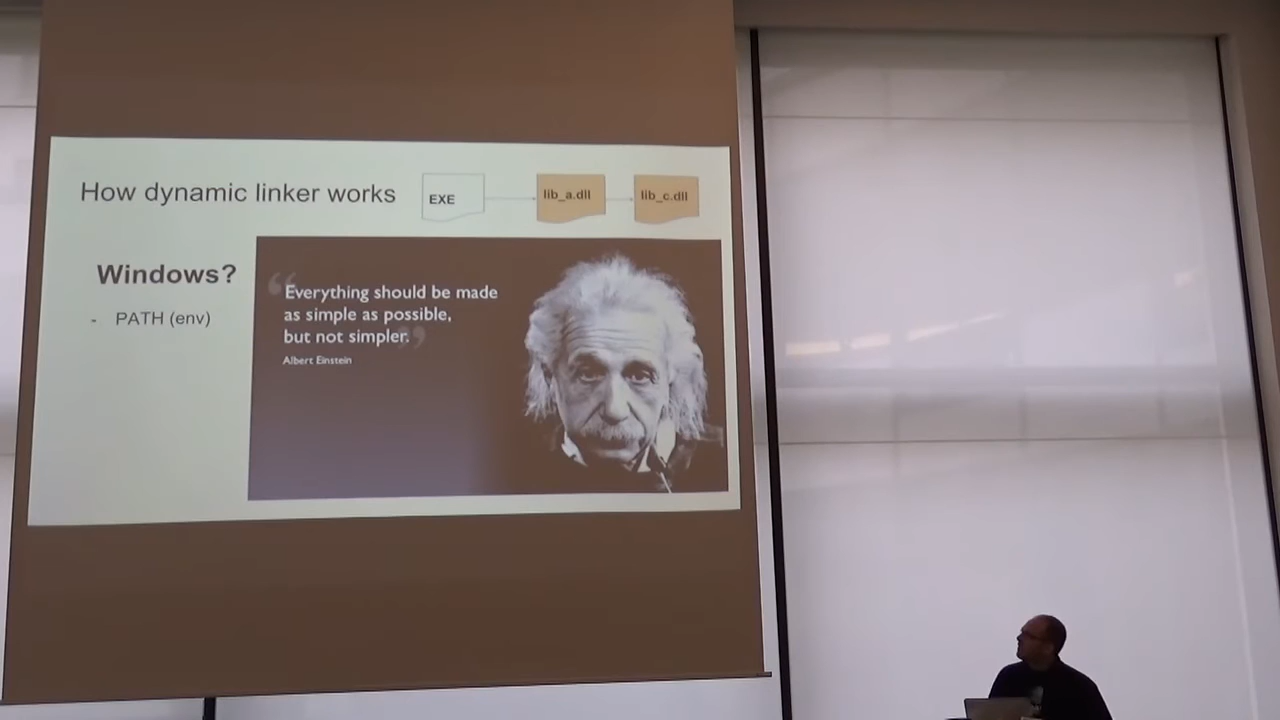 How dynamic linker works
EXE
lib_a.dll
lib_c.dll
Windows?
- PATH (env)
“Everything should be made
as simple as possible,
but not simpler.”
Albert Einstein